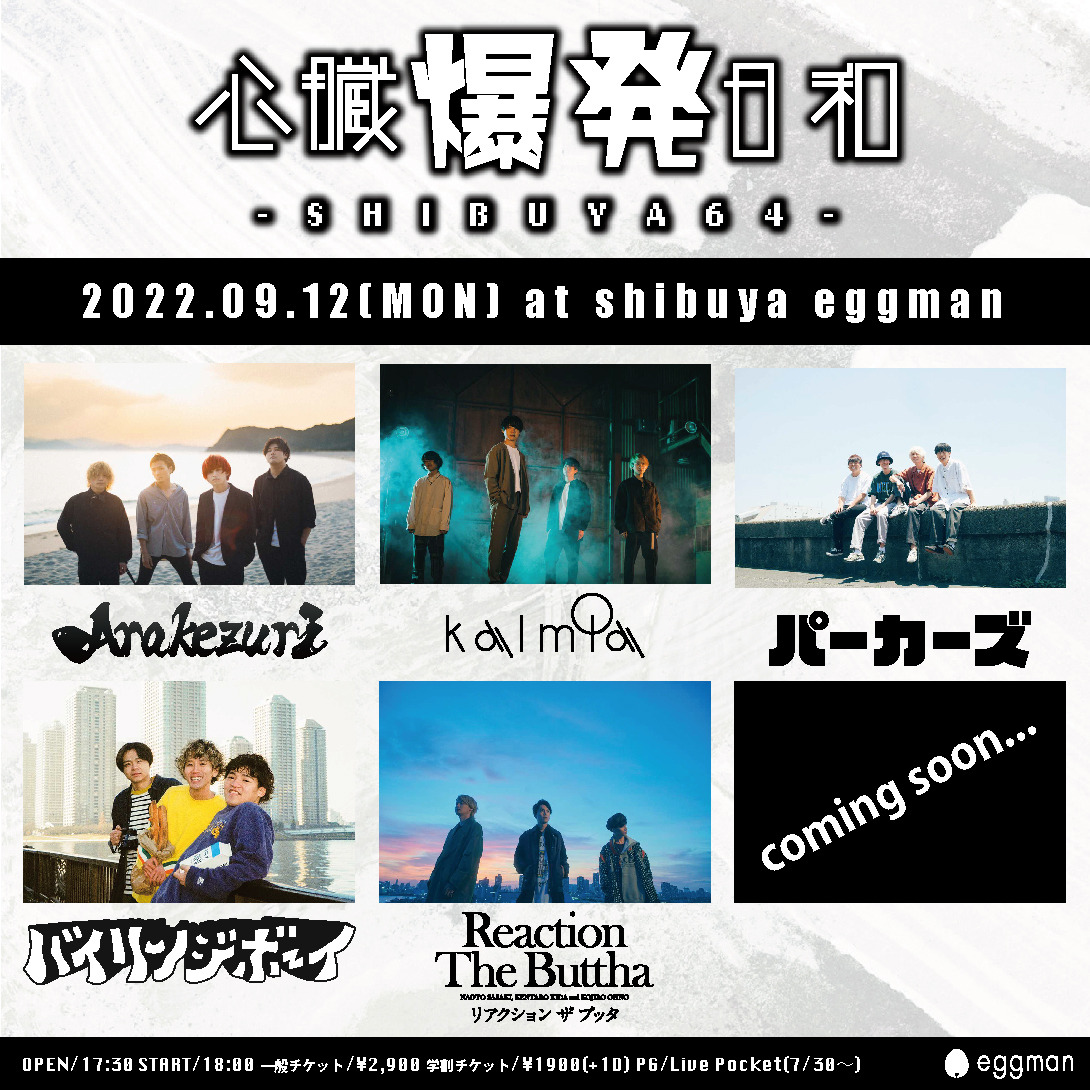 心臓爆発日和
-SHIBUYA64-
2022.09.12(MON) at shibuya eggman
Arakezuri
kalmia
パーカーズ
coming soon...
バイリンジボーイ
Reaction
The Buttha
NAOTO SASAKI, KENTARO KIDA and KOJIRO OHNO
リアクション ザ ブッタ
OPEN/17:30 START/18:00 一般チケット/¥2,900 学割チケット/¥1900(+1D) PG/Live Pocket(7/30〜)
eggman